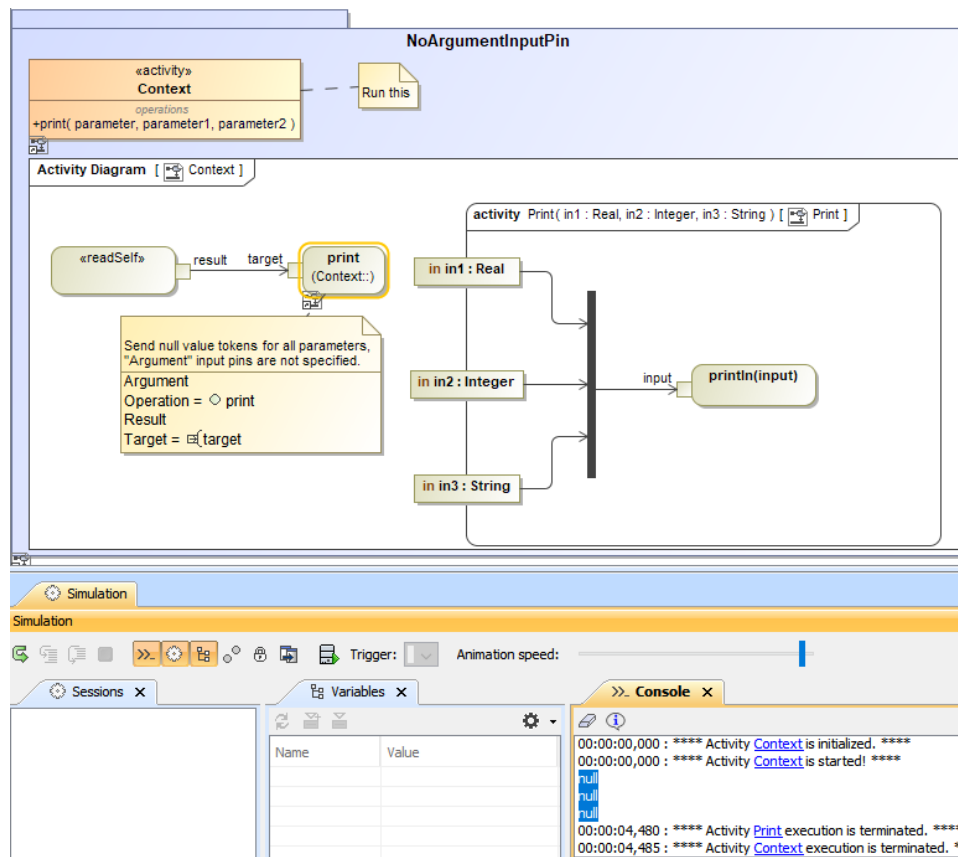 NoArgumentInputPin
«activity»
Context
operations
+print( parameter, parameter1, parameter2 )
Run this
Activity Diagram [ Context ]
activity Print( in1 : Real, in2 : Integer, in3 : String ) [ Print ]
«readSelf»
result
target
print
(Context::)
in in1 : Real
Send null value tokens for all parameters,
"Argument" input pins are not specified.
Argument
Operation = print
Result
Target = target
in in2 : Integer
input
println(input)
in in3 : String
Simulation
Simulation
Trigger:
Animation speed:
Sessions
Variables
Console
Name
Value
00:00:00,000 : **** Activity Context is initialized. ****
00:00:00,000 : **** Activity Context is started! ****
null
null
null
00:00:04,480 : **** Activity Print execution is terminated. ****
00:00:04,485 : **** Activity Context execution is terminated. *